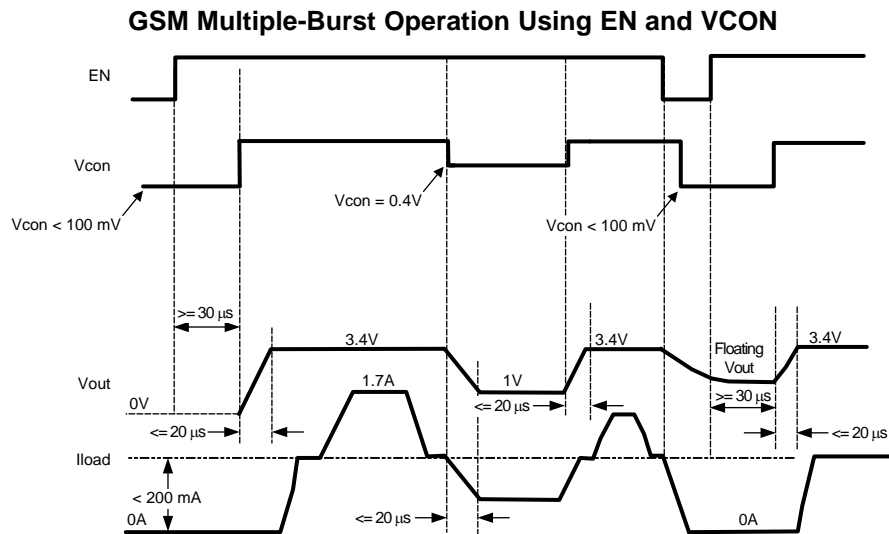 GSM Multiple-Burst Operation Using EN and VCON
EN
Vcon
Vcon < 100 mV
Vcon = 0.4V
Vcon < 100 mV
>= 30 µs
3.4V
3.4V
Floating
Vout
3.4V
Vout
1.7A
1V
0V
<= 20 µs
>= 30 µs
<= 20 µs
<= 20 µs
Iload
< 200 mA
<= 20 µs
0A
0A